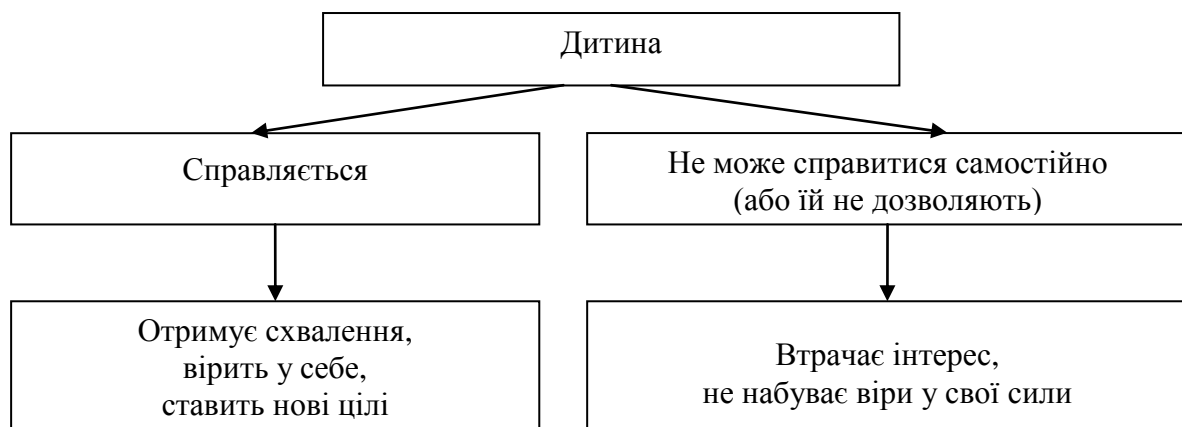 Дитина
Справляється
Не може справитися самостійно
(або їй не дозволяють)
Отримує схвалення,
вірить у себе,
ставить нові цілі
Втрачає інтерес,
не набуває віри у свої сили